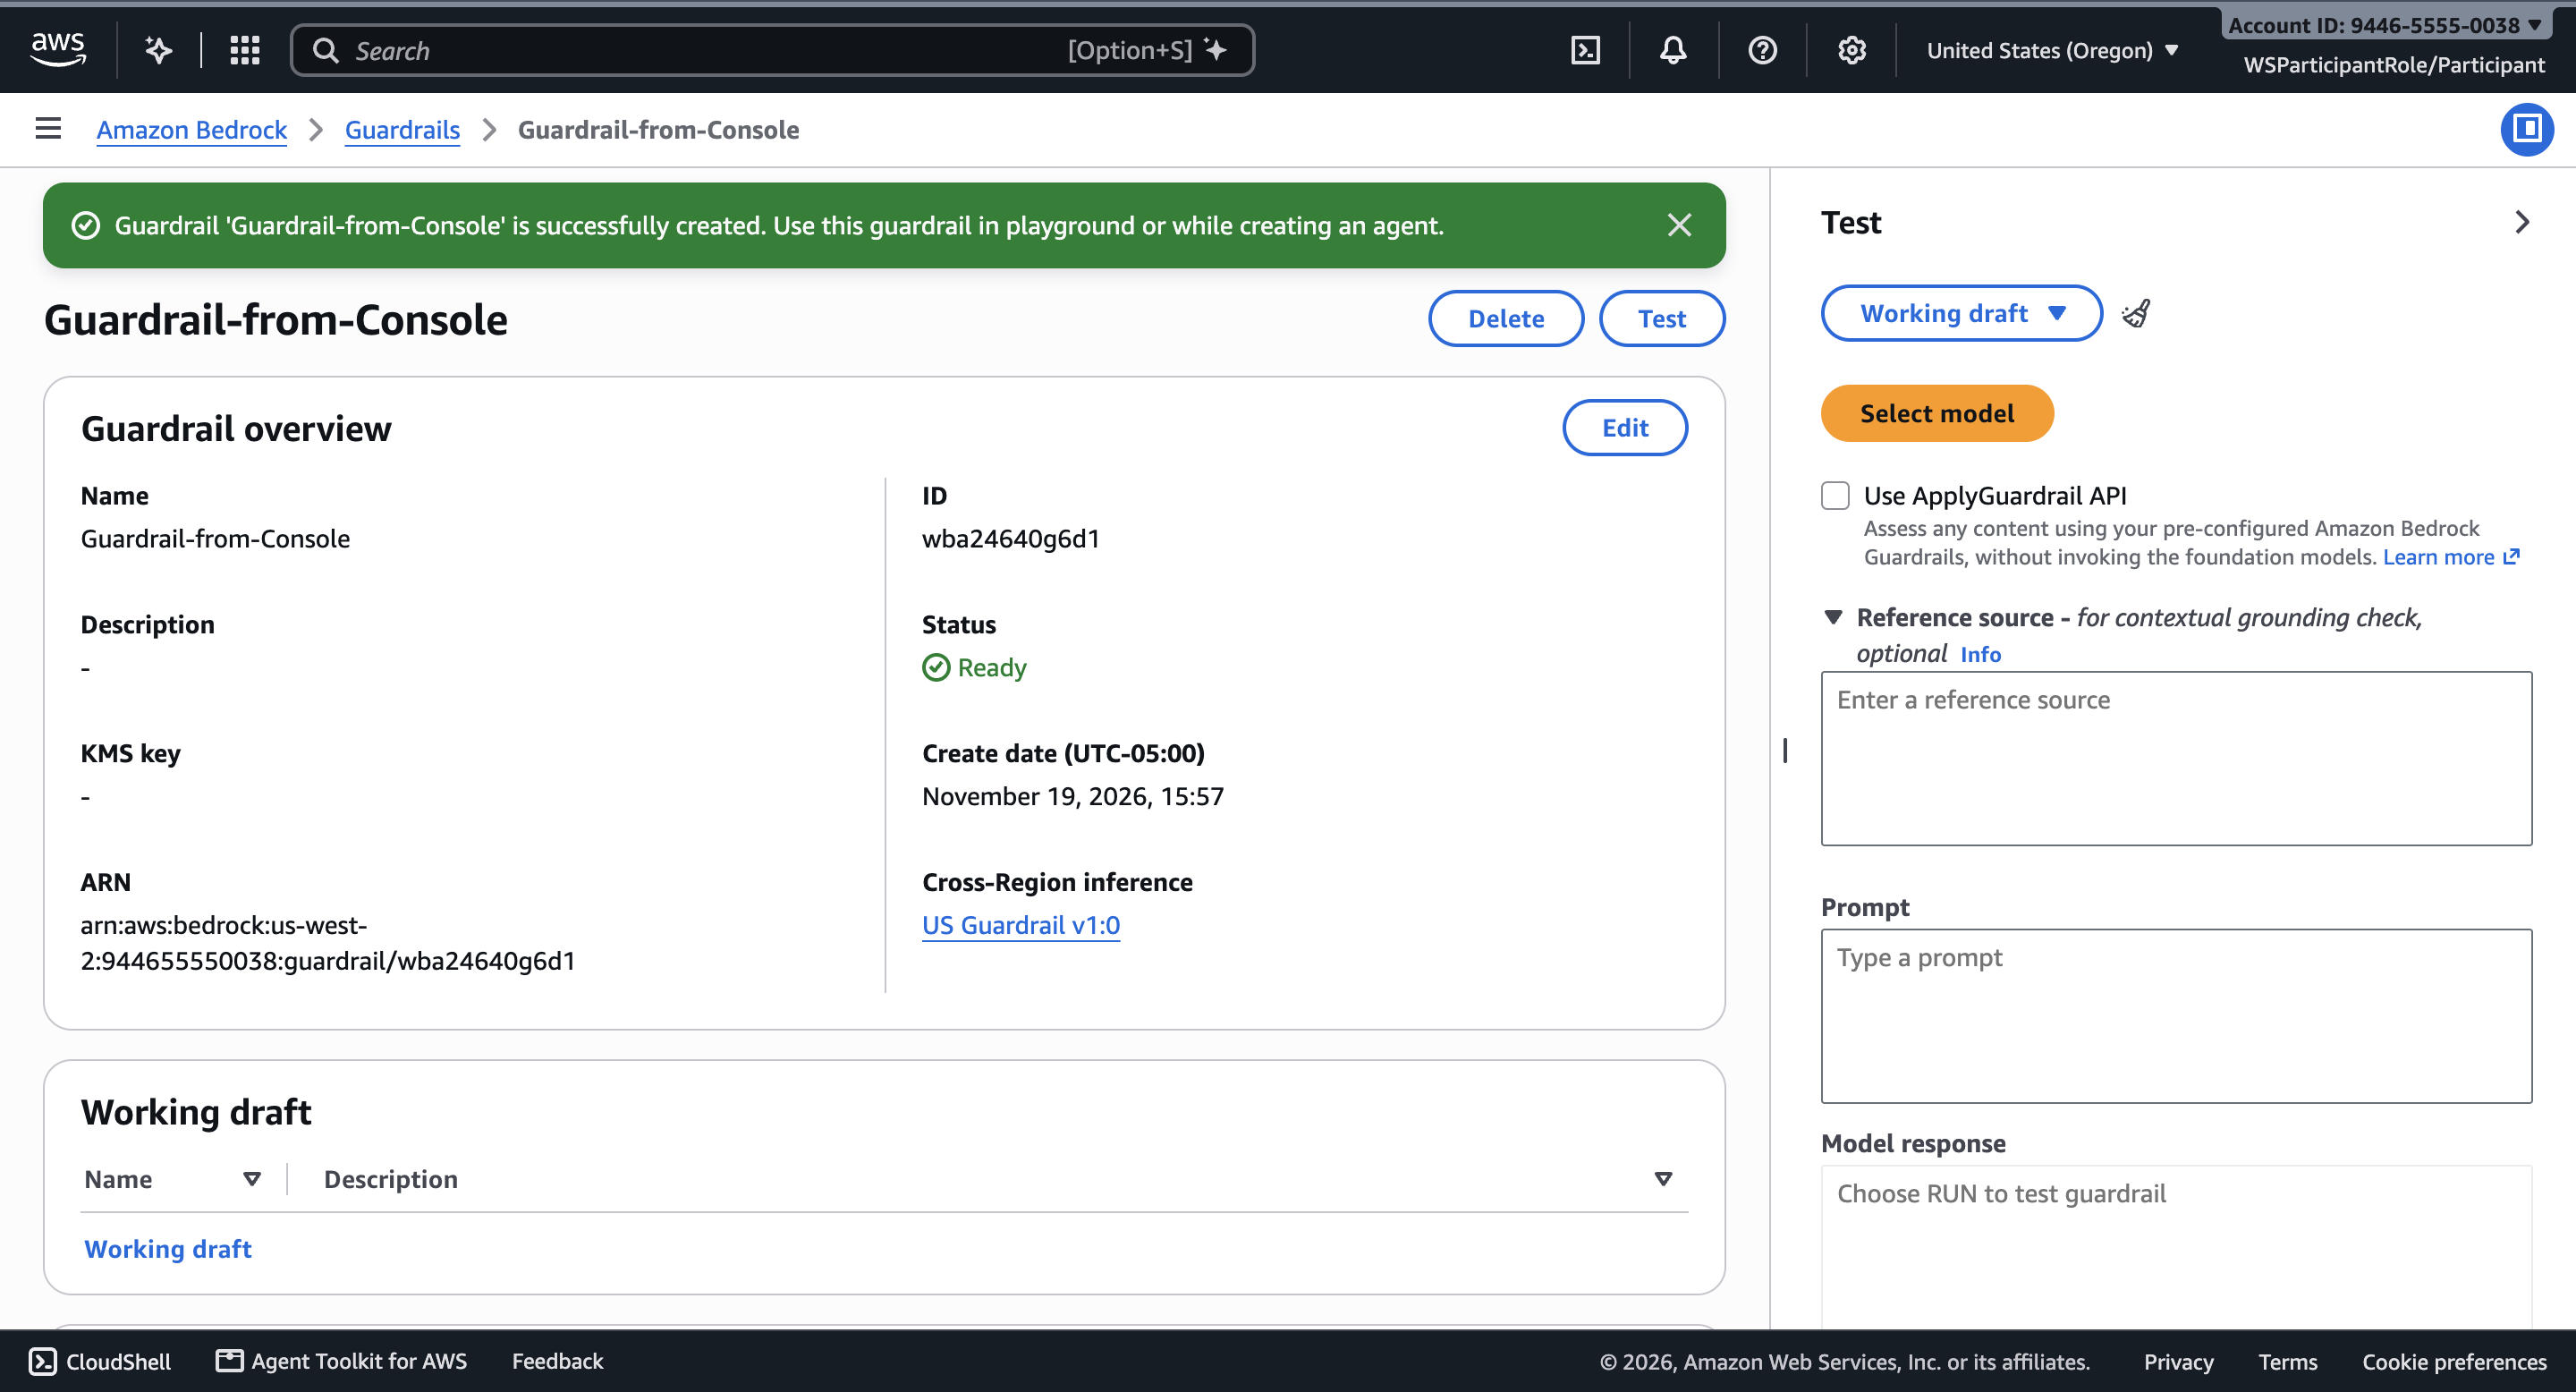 aws
Search
[Option+S]
United States (Oregon)
Account ID: 9446-5555-0038
WSParticipantRole/Participant
Amazon Bedrock
Guardrails
Guardrail-from-Console
Guardrail 'Guardrail-from-Console' is successfully created. Use this guardrail in playground or while creating an agent.
Guardrail-from-Console
Delete
Test
Guardrail overview
Edit
Name
Guardrail-from-Console
Description
-
KMS key
-
ARN
arn:aws:bedrock:us-west-
2:944655550038:guardrail/wba24640g6d1
ID
wba24640g6d1
Status
Ready
Create date (UTC-05:00)
November 19, 2026, 15:57
Cross-Region inference
US Guardrail v1:0
Working draft
Name
Description
Working draft
Test
Working draft
Select model
Use ApplyGuardrail API
Assess any content using your pre-configured Amazon Bedrock
Guardrails, without invoking the foundation models. Learn more
Reference source - for contextual grounding check,
optional Info
Enter a reference source
Prompt
Type a prompt
Model response
Choose RUN to test guardrail
CloudShell
Agent Toolkit for AWS
Feedback
© 2026, Amazon Web Services, Inc. or its affiliates.
Privacy
Terms
Cookie preferences